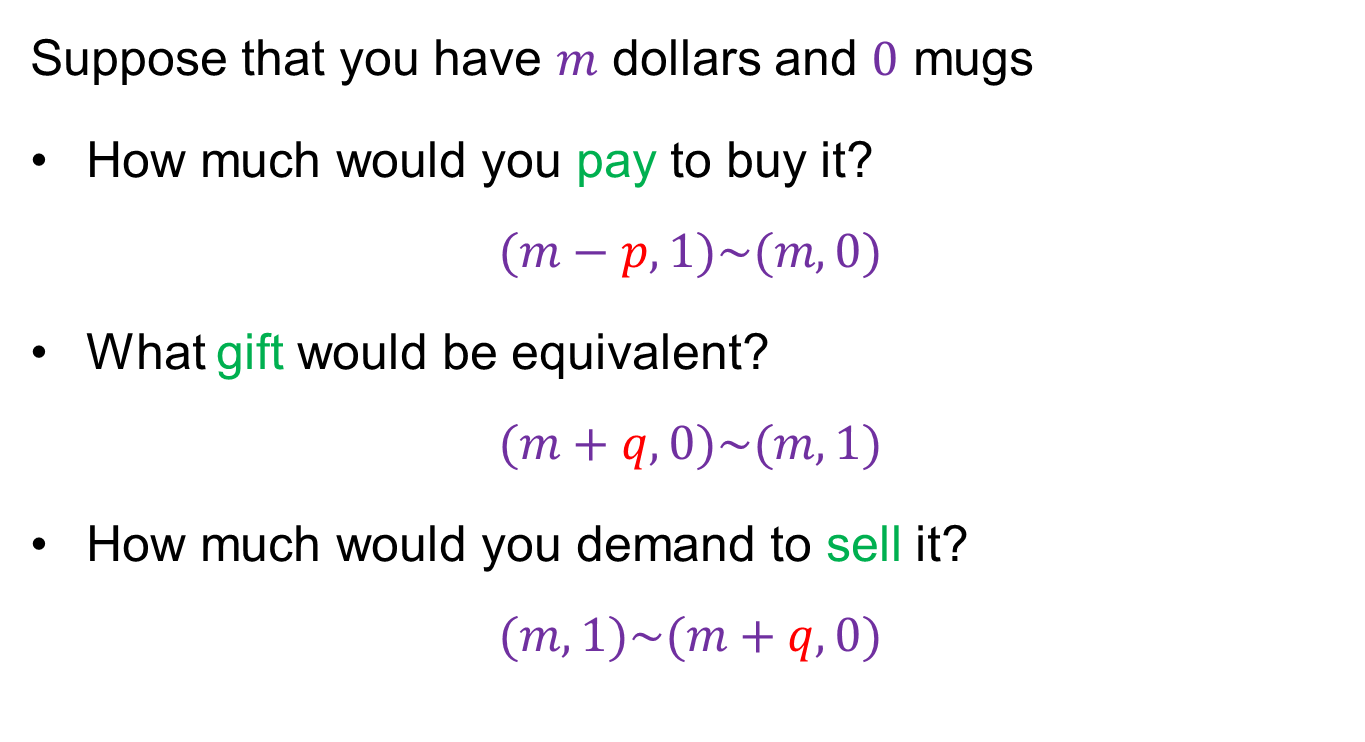 Suppose that you have 𝑚 dollars and 0 mugs
• How much would you pay to buy it?
(𝑚 − 𝑝, 1)~(𝑚, 0)
• What gift would be equivalent?
(𝑚 + 𝑞, 0)~(𝑚, 1)
• How much would you demand to sell it?
(𝑚, 1)~(𝑚 + 𝑞, 0)